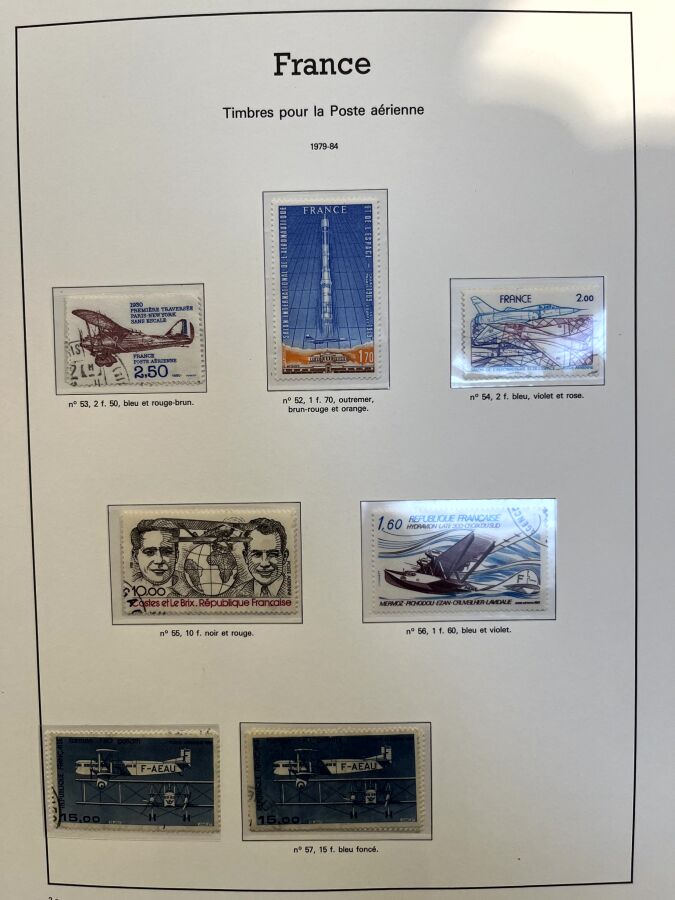 France
Timbres pour la Poste aérienne
1979-84
FRANCE
1,70
1930
PREMIÈRE TRAVERSÉE
PARIS-NEW YORK
SANS ESCALE
FRANCE
POSTE AÉRIENNE
2,50
FRANCE 2,00
n° 53, 2 f. 50, bleu et rouge-brun.
n° 52, 1 f. 70, outremer,
brun-rouge et orange.
n° 54, 2 f. bleu, violet et rose.
10,00
Costes et Le Brix. République Française
1,60 REPUBLIQUE FRANÇAISE
HYDRAVION-LATE 300-CROIX DU SUD
MERMOZ-PICHODOU-EZAN-CRUVEILHER-LAVIDALIE
n° 55, 10 f. noir et rouge.
n° 56, 1 f. 60, bleu et violet.
F-AEAU
15,00
F-AEAU
15,00
n° 57, 15 f. bleu foncé.